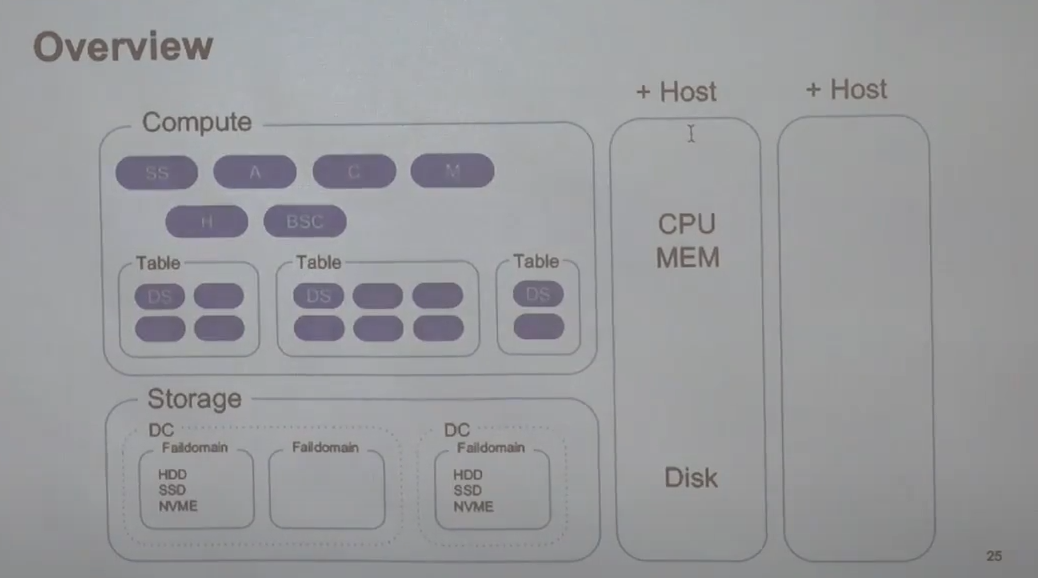 Overview
+ Host
+ Host
Compute
SS A C M
H BSC
Table Table Table
DS DS DS
CPU
MEM
Storage
DC DC
Faildomain Faildomain Faildomain
HDD HDD
SSD SSD
NVME NVME
Disk
25